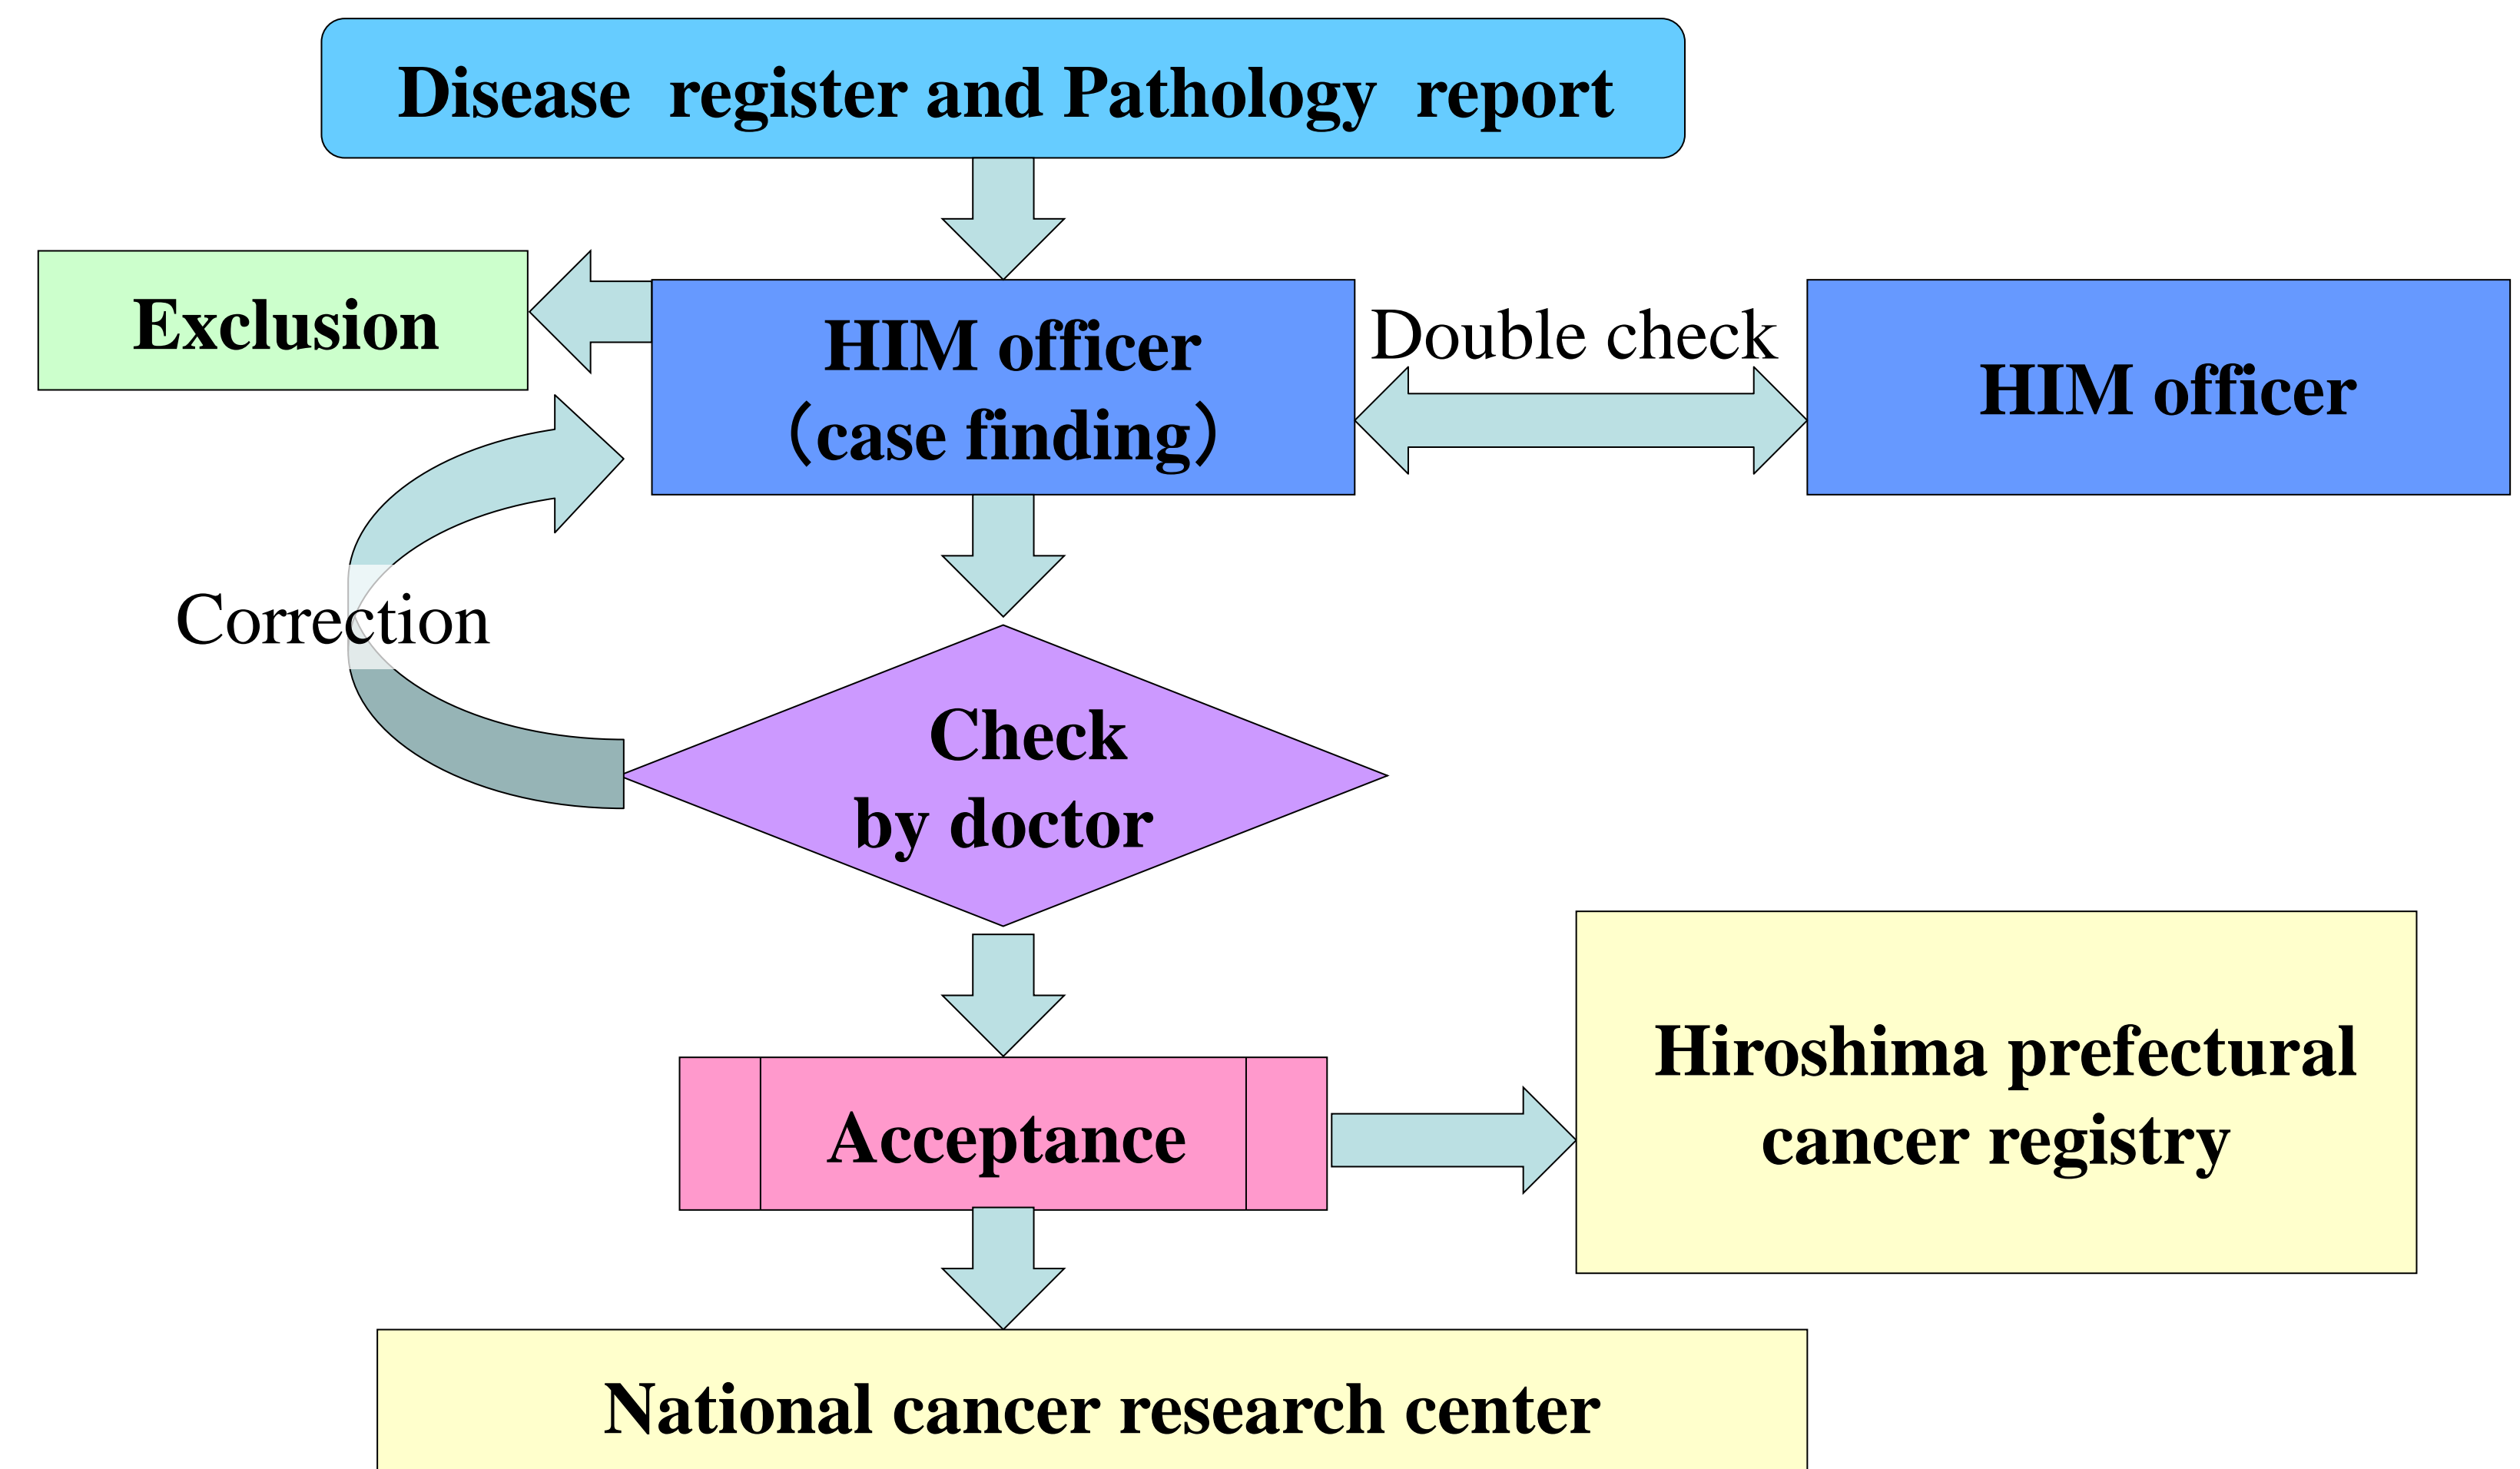 Disease register and Pathology report
Exclusion
HIM officer
（case finding）
Double check
HIM officer
Correction
Check
by doctor
Acceptance
Hiroshima prefectural
cancer registry
National cancer research center